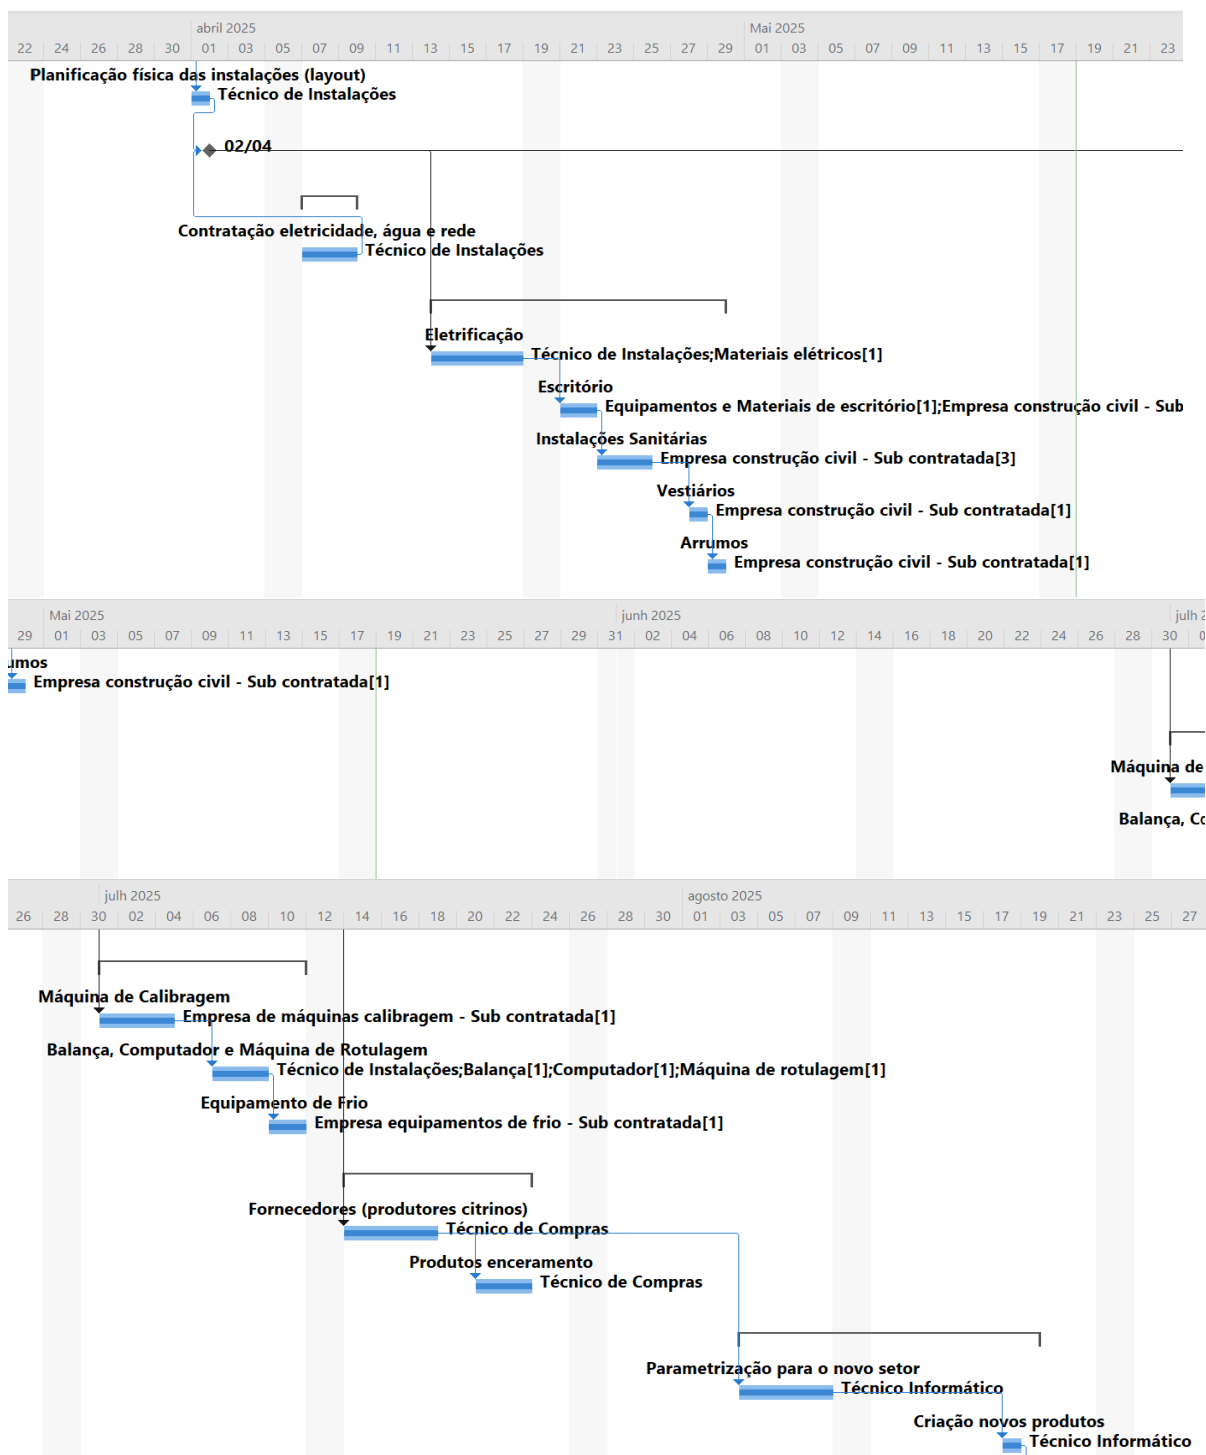 abril 2025 Mai 2025
22 24 26 28 30 01 03 05 07 09 11 13 15 17 19 21 23 25 27 29 01 03 05 07 09 11 13 15 17 19 21 23
Planificação física das instalações (layout)
Técnico de Instalações
02/04
Contratação eletricidade, água e rede
Técnico de Instalações
Eletrificação
Técnico de Instalações;Materiais elétricos[1]
Escritório
Equipamentos e Materiais de escritório[1];Empresa construção civil - Sub
Instalações Sanitárias
Empresa construção civil - Sub contratada[3]
Vestiários
Empresa construção civil - Sub contratada[1]
Arrumos
Empresa construção civil - Sub contratada[1]
Mai 2025 junh 2025 julh 2
29 01 03 05 07 09 11 13 15 17 19 21 23 25 27 29 31 02 04 06 08 10 12 14 16 18 20 22 24 26 28 30 0
umos
Empresa construção civil - Sub contratada[1]
Máquina de
Balança, Co
julh 2025 agosto 2025
26 28 30 02 04 06 08 10 12 14 16 18 20 22 24 26 28 30 01 03 05 07 09 11 13 15 17 19 21 23 25 27
Máquina de Calibragem
Empresa de máquinas calibragem - Sub contratada[1]
Balança, Computador e Máquina de Rotulagem
Técnico de Instalações;Balança[1];Computador[1];Máquina de rotulagem[1]
Equipamento de Frio
Empresa equipamentos de frio - Sub contratada[1]
Fornecedores (produtores citrinos)
Técnico de Compras
Produtos enceramento
Técnico de Compras
Parametrização para o novo setor
Técnico Informático
Criação novos produtos
Técnico Informático